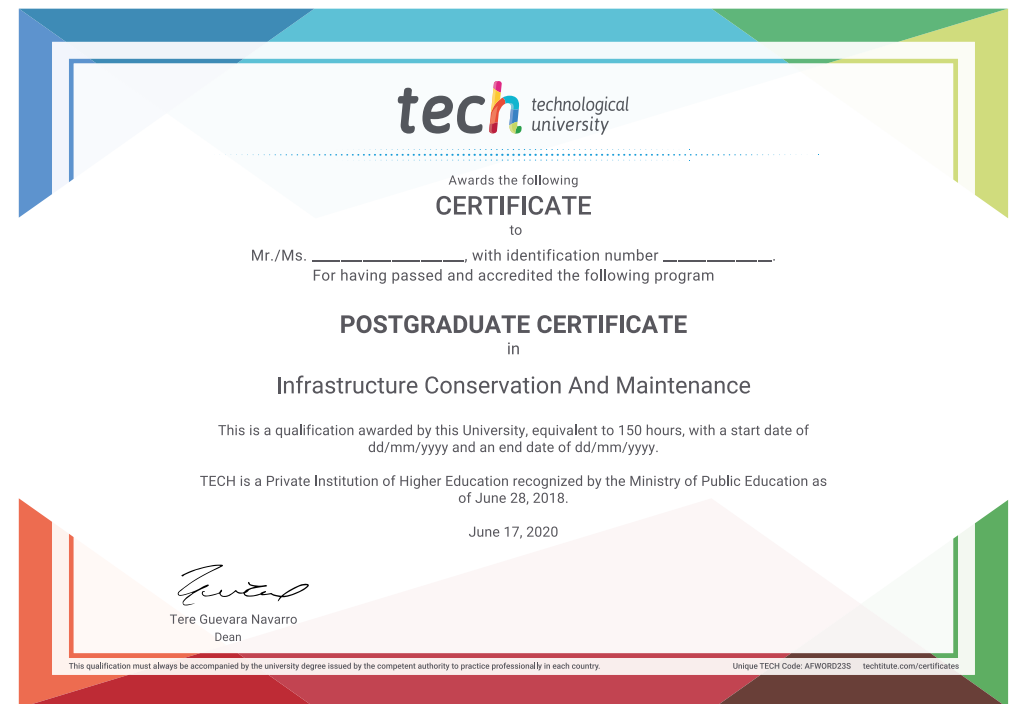 tech technological
university
Awards the following
CERTIFICATE
to
Mr./Ms. _________________, with identification number ____________.
For having passed and accredited the following program
POSTGRADUATE CERTIFICATE
in
Infrastructure Conservation And Maintenance
This is a qualification awarded by this University, equivalent to 150 hours, with a start date of
dd/mm/yyyy and an end date of dd/mm/yyyy.
TECH is a Private Institution of Higher Education recognized by the Ministry of Public Education as
of June 28, 2018.
June 17, 2020
Tere Guevara Navarro
Dean
This qualification must always be accompanied by the university degree issued by the competent authority to practice professionally in each country. Unique TECH Code: AFWORD23S techtitute.com/certificates